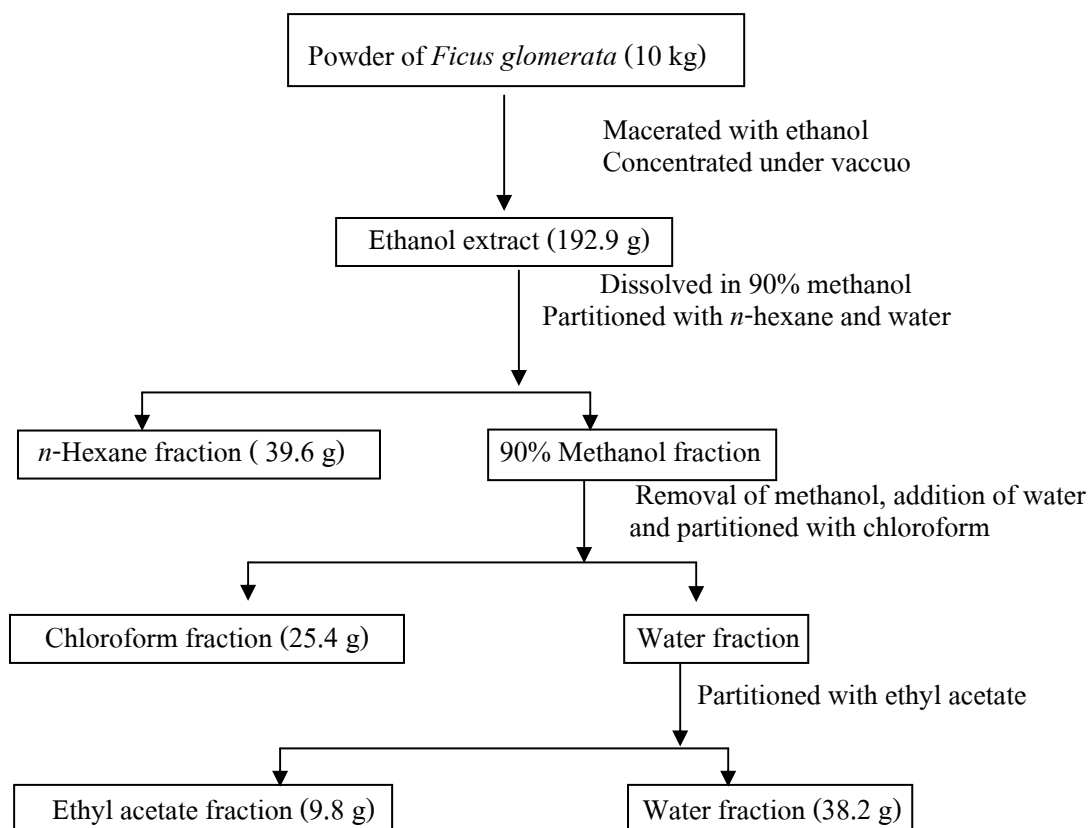 Powder of Ficus glomerata (10 kg)
Macerated with ethanol
Concentrated under vaccuo
Ethanol extract (192.9 g)
Dissolved in 90% methanol
Partitioned with n-hexane and water
n-Hexane fraction ( 39.6 g)
90% Methanol fraction
Removal of methanol, addition of water
and partitioned with chloroform
Chloroform fraction (25.4 g)
Water fraction
Partitioned with ethyl acetate
Ethyl acetate fraction (9.8 g)
Water fraction (38.2 g)